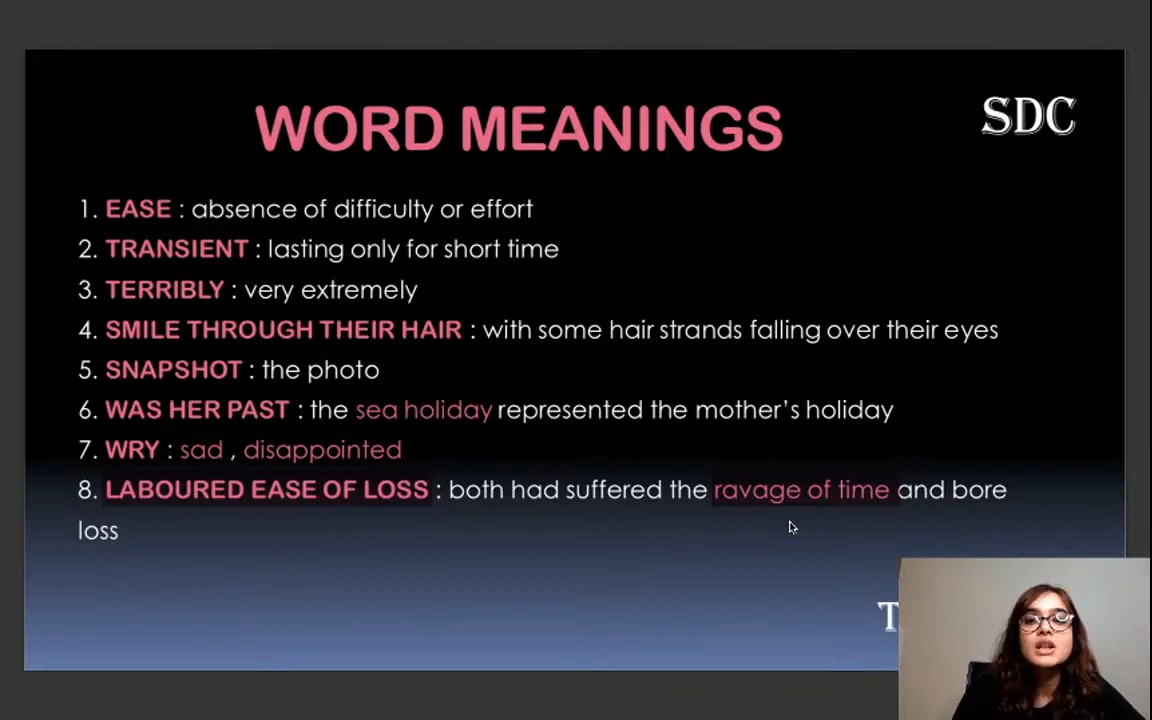 WORD MEANINGS
SDC
1. EASE : absence of difficulty or effort
2. TRANSIENT : lasting only for short time
3. TERRIBLY : very extremely
4. SMILE THROUGH THEIR HAIR : with some hair strands falling over their eyes
5. SNAPSHOT : the photo
6. WAS HER PAST : the sea holiday represented the mother's holiday
7. WRY : sad , disappointed
8. LABOURED EASE OF LOSS : both had suffered the ravage of time and bore
loss